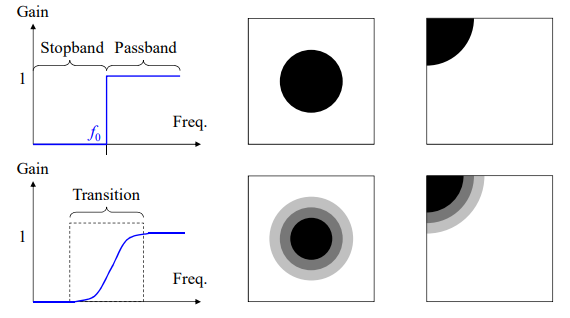 Gain
Stopband Passband
1
f0
Freq.
Gain
Transition
1
Freq.